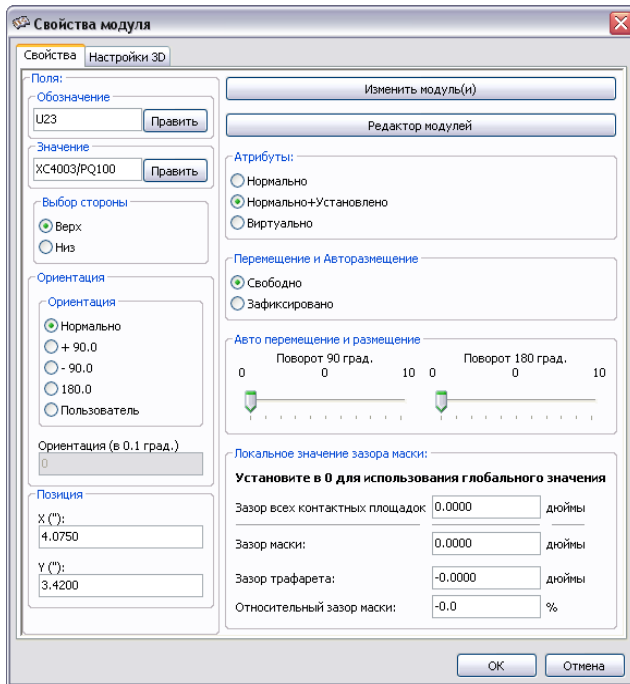 Свойства модуля
Свойства
Настройки 3D
Поля:
Обозначение
U23
Править
Значение
XC4003/PQ100
Править
Выбор стороны
Верх
Низ
Ориентация
Ориентация
Нормально
+ 90.0
- 90.0
180.0
Пользователь
Ориентация (в 0.1 град.)
0
Позиция
X ("):
4.0750
Y ("):
3.4200
Изменить модуль(и)
Редактор модулей
Атрибуты:
Нормально
Нормально+Установлено
Виртуально
Перемещение и Авторазмещение
Свободно
Зафиксировано
Авто перемещение и размещение
Поворот 90 град.
0 0 10
Поворот 180 град.
0 0 10
Локальное значение зазора маски:
Установите в 0 для использования глобального значения
Зазор всех контактных площадок 0.0000 дюймы
Зазор маски: 0.0000 дюймы
Зазор трафарета: -0.0000 дюймы
Относительный зазор маски: -0.0 %
OK
Отмена